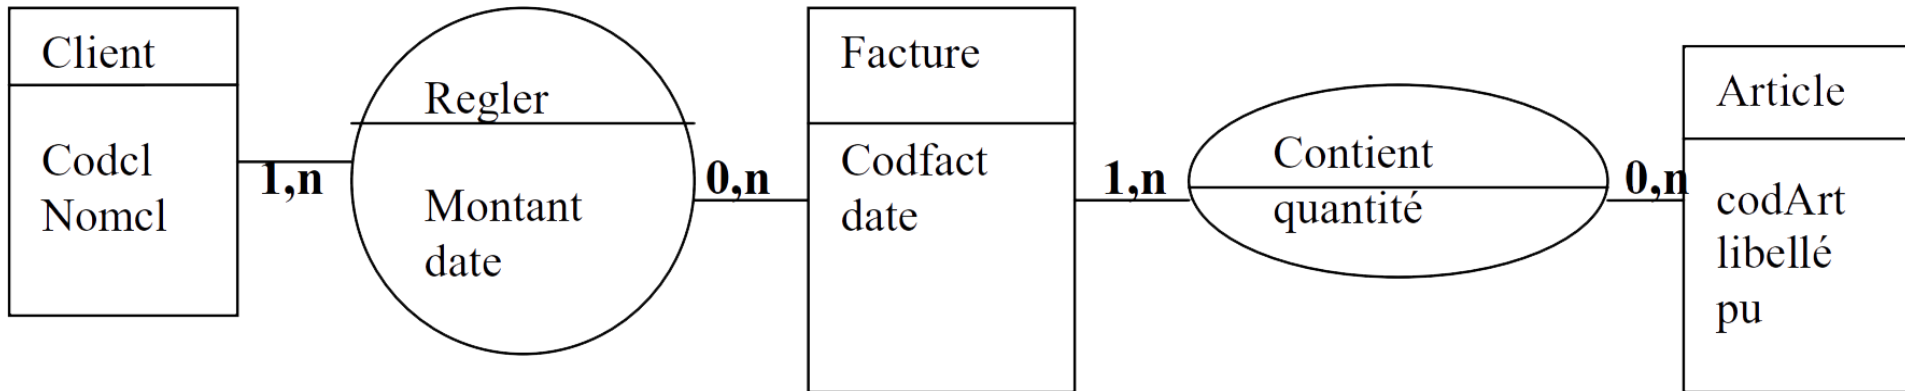 Client
Codcl
Nomcl
1,n
Regler
Montant
date
0,n
Facture
Codfact
date
1,n
Contient
quantité
0,n
Article
codArt
libellé
pu